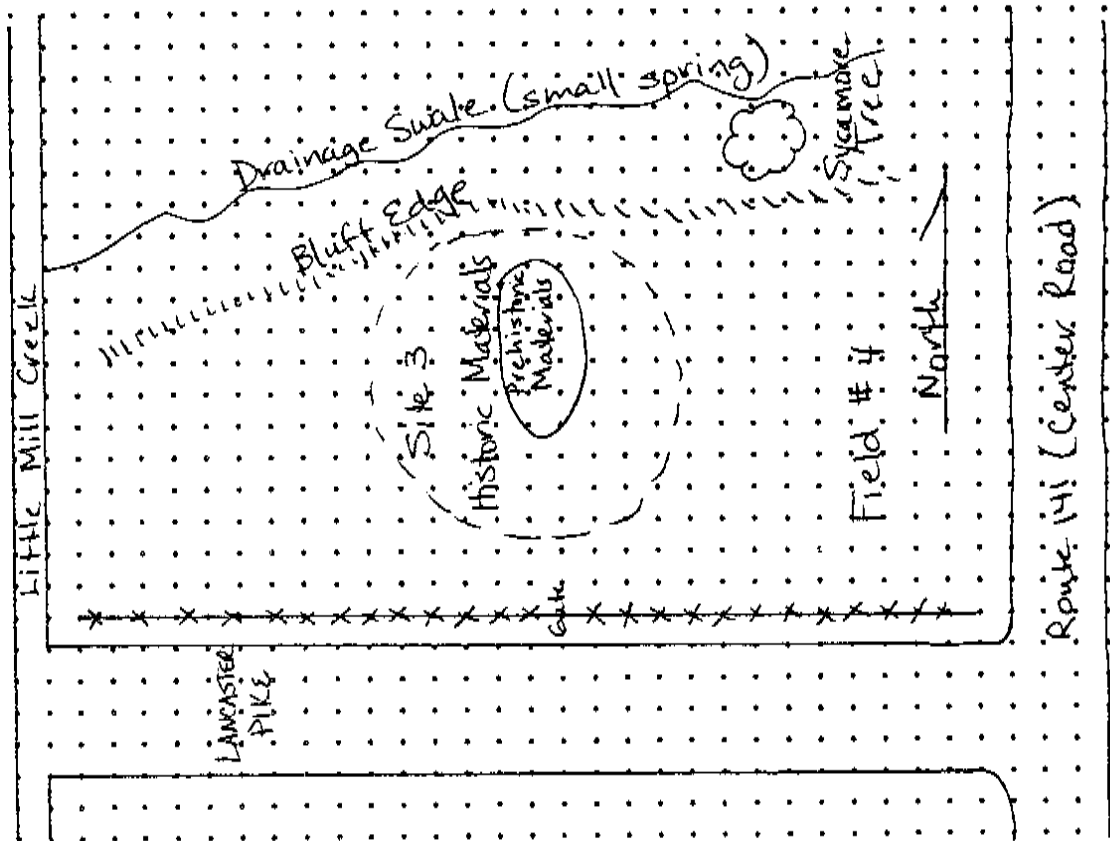 Drainage Swale (small spring)
Sycamore
Tree
Bluff Edge
Little Mill Creek
Site 3
Historic Materials
Prehistoric
Materials
North
Field # 4
Route 141 (Center Road)
Gate
LANCASTER
PIKE